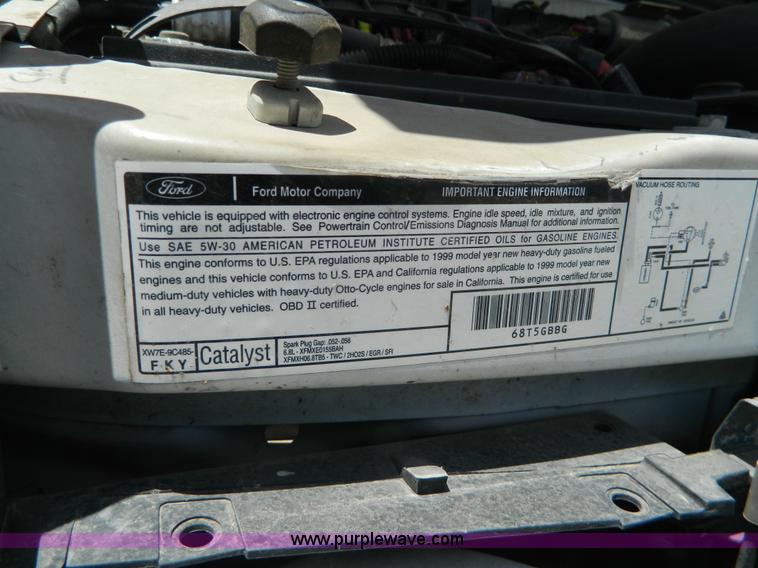 Ford Ford Motor Company IMPORTANT ENGINE INFORMATION
VACUUM HOSE ROUTING
This vehicle is equipped with electronic engine control systems. Engine idle speed, idle mixture, and ignition
timing are not adjustable. See Powertrain Control/Emissions Diagnosis Manual for additional information.
Use SAE 5W-30 AMERICAN PETROLEUM INSTITUTE CERTIFIED OILS for GASOLINE ENGINES.
This engine conforms to U.S. EPA regulations applicable to 1999 model year new heavy-duty gasoline fueled
engines and this vehicle conforms to U.S. EPA and California regulations applicable to 1999 model year new
medium-duty vehicles with heavy-duty Otto-Cycle engines for sale in California. This engine is certified for use
in all heavy-duty vehicles. OBD II certified.
68T5GBBG
XW7E-9C485-
FKY
Catalyst
Spark Plug Gap: .052-.056
6.8L - XFMXE0155BAH
XFMXH06.8TB5 - TWC / 2HO2S / EGR / SFI
www.purplewave.com